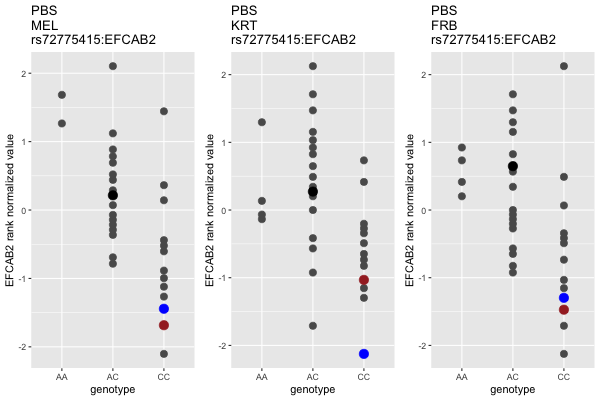 PBS
MEL
rs72775415:EFCAB2
EFCAB2 rank normalized value
2
1
0
-1
-2
AA AC CC
genotype
PBS
KRT
rs72775415:EFCAB2
EFCAB2 rank normalized value
2
1
0
-1
-2
AA AC CC
genotype
PBS
FRB
rs72775415:EFCAB2
EFCAB2 rank normalized value
2
1
0
-1
-2
AA AC CC
genotype